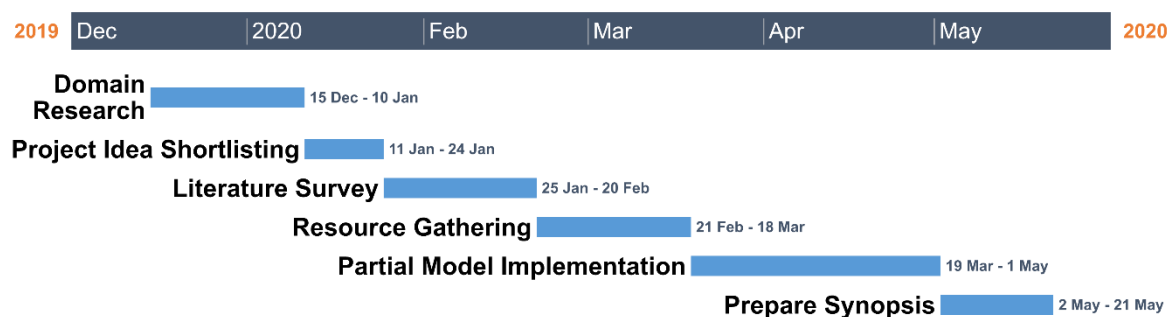 2019 Dec 2020 Feb Mar Apr May 2020
Domain
Research
15 Dec - 10 Jan
Project Idea Shortlisting 11 Jan - 24 Jan
Literature Survey 25 Jan - 20 Feb
Resource Gathering 21 Feb - 18 Mar
Partial Model Implementation 19 Mar - 1 May
Prepare Synopsis 2 May - 21 May